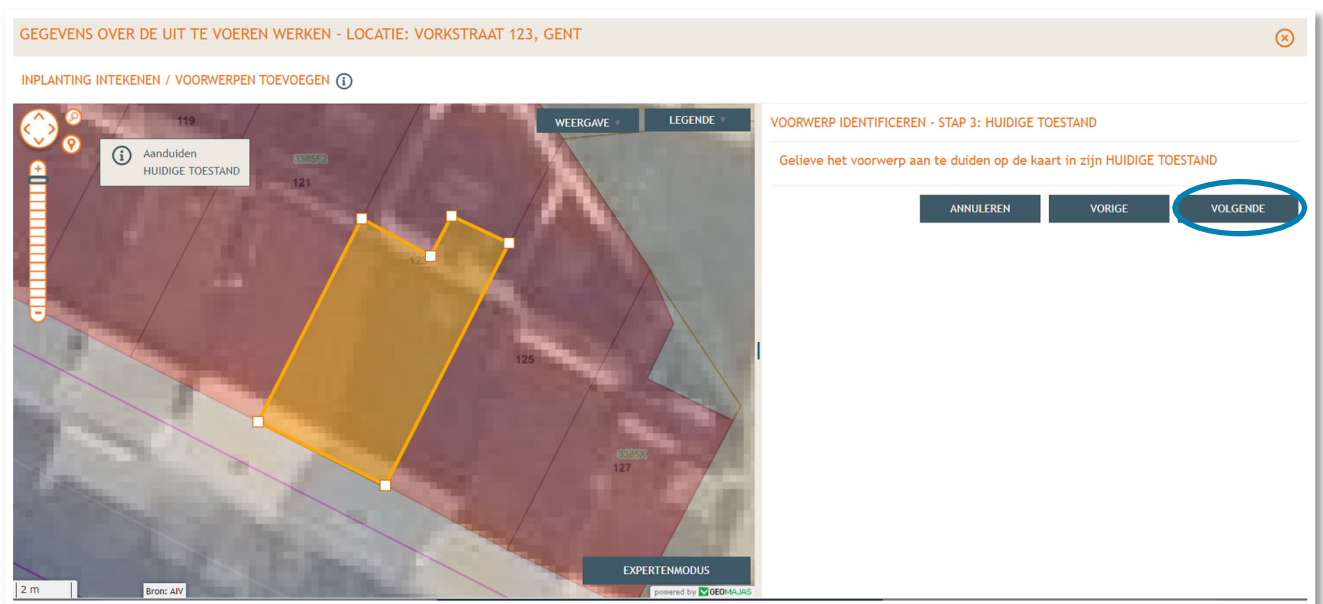 GEGEVENS OVER DE UIT TE VOEREN WERKEN - LOCATIE: VORKSTRAAT 123, GENT
INPLANTING INTEKENEN / VOORWERPEN TOEVOEGEN
WEERGAVE
LEGENDE
119
Aanduiden
HUIDIGE TOESTAND
3385F2
121
123
125
3385X
127
EXPERTENMODUS
2 m
Bron: AIV
powered by GEOMAJAS
VOORWERP IDENTIFICEREN - STAP 3: HUIDIGE TOESTAND
Gelieve het voorwerp aan te duiden op de kaart in zijn HUIDIGE TOESTAND
ANNULEREN
VORIGE
VOLGENDE